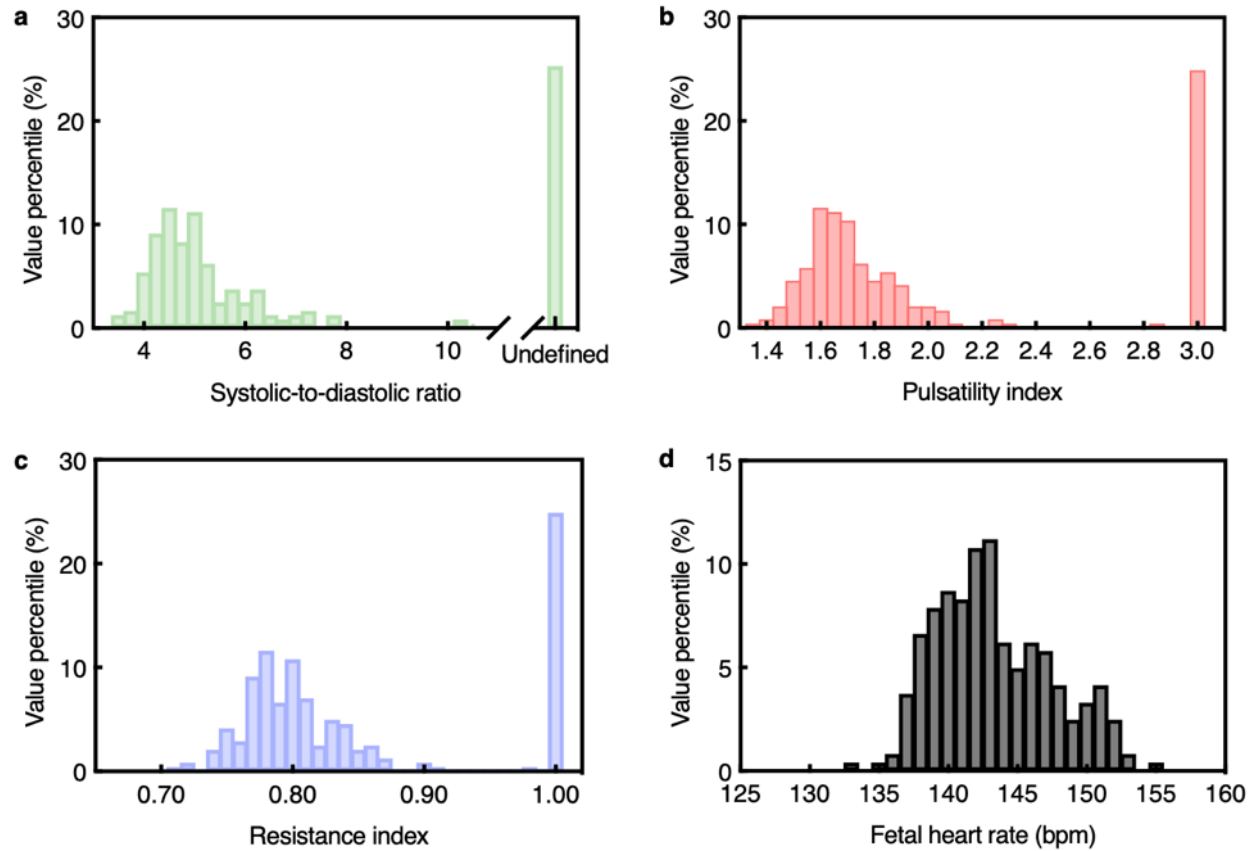 a
30
20
10
0
Value percentile (%)
4 6 8 10 Undefined
Systolic-to-diastolic ratio
b
30
20
10
0
Value percentile (%)
1.4 1.6 1.8 2.0 2.2 2.4 2.6 2.8 3.0
Pulsatility index
c
30
20
10
0
Value percentile (%)
0.70 0.80 0.90 1.00
Resistance index
d
15
10
5
0
Value percentile (%)
125 130 135 140 145 150 155 160
Fetal heart rate (bpm)